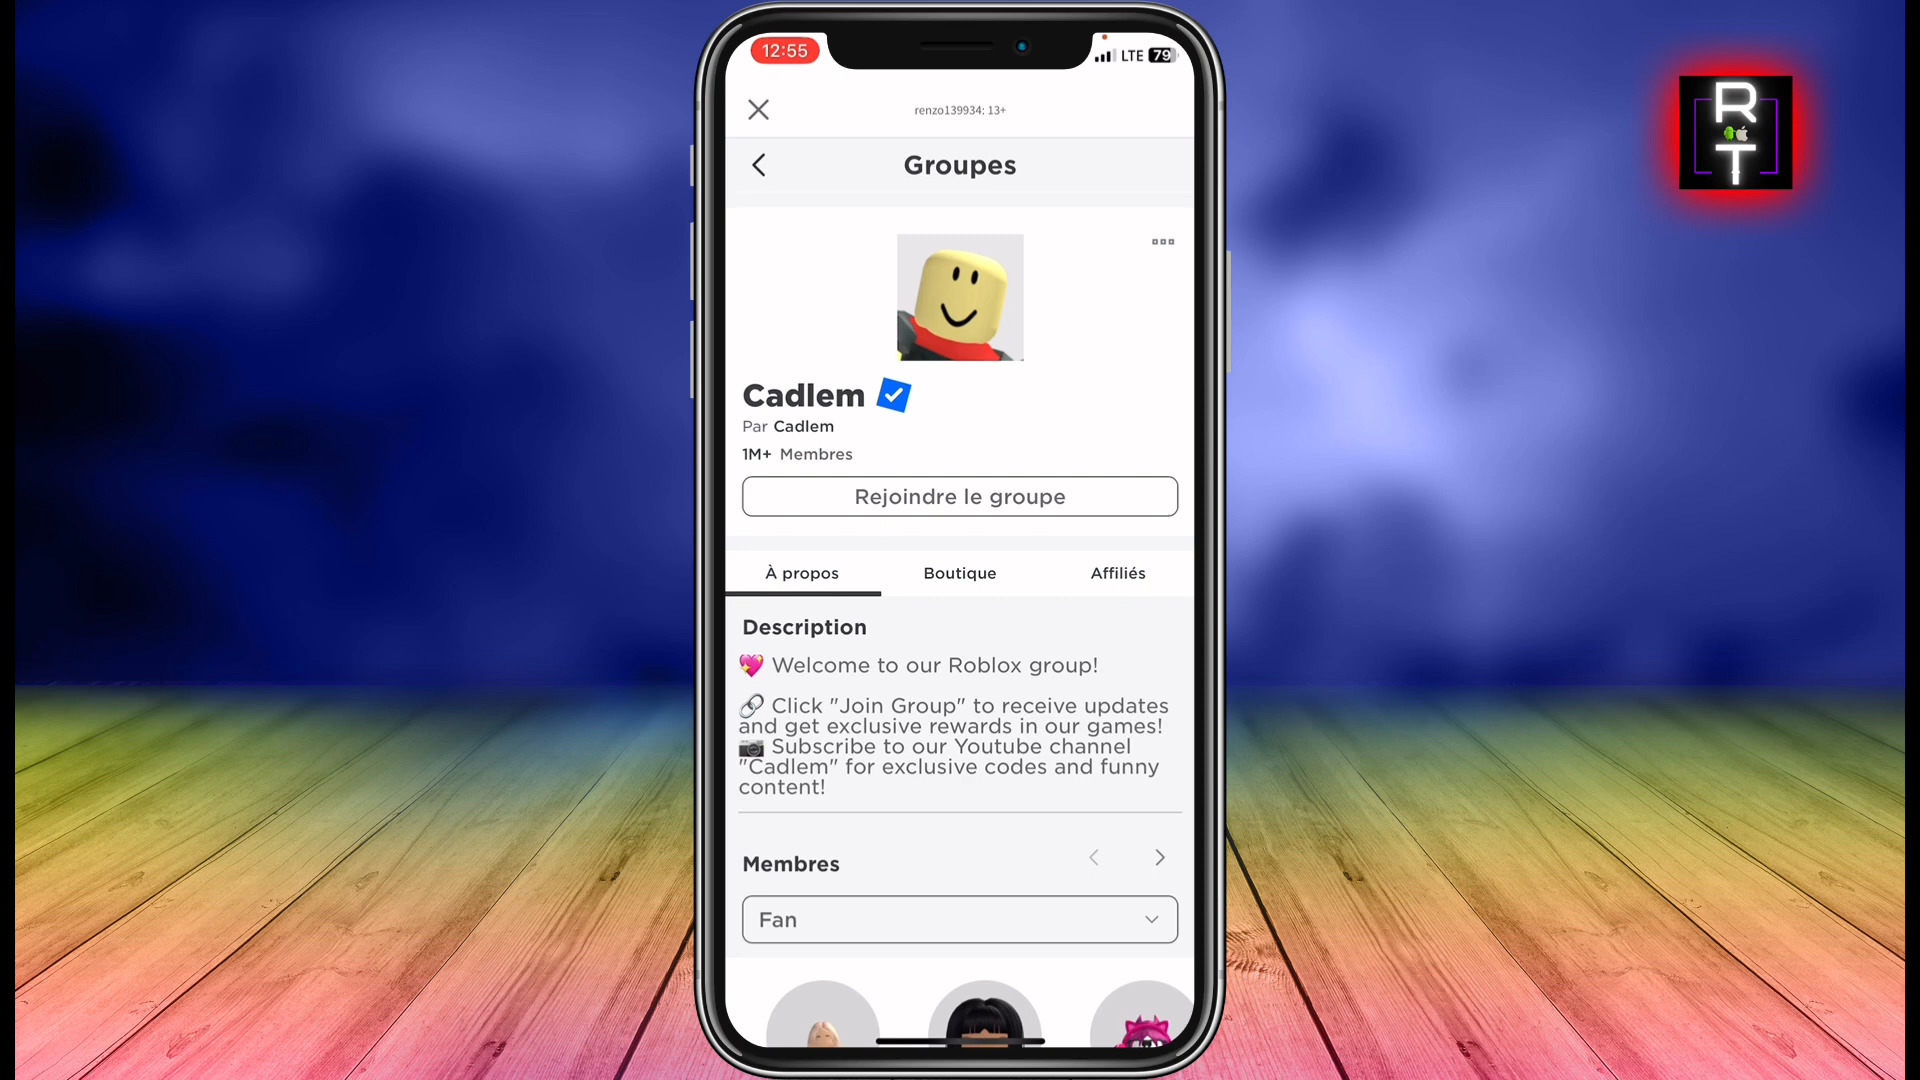 12:55
LTE 79
renzo139934: 13+
Groupes
Cadlem
Par Cadlem
1M+ Membres
Rejoindre le groupe
À propos Boutique Affiliés
Description
💖 Welcome to our Roblox group!
🔗 Click "Join Group" to receive updates
and get exclusive rewards in our games!
📷 Subscribe to our Youtube channel
"Cadlem" for exclusive codes and funny
content!
Membres
Fan
R
T